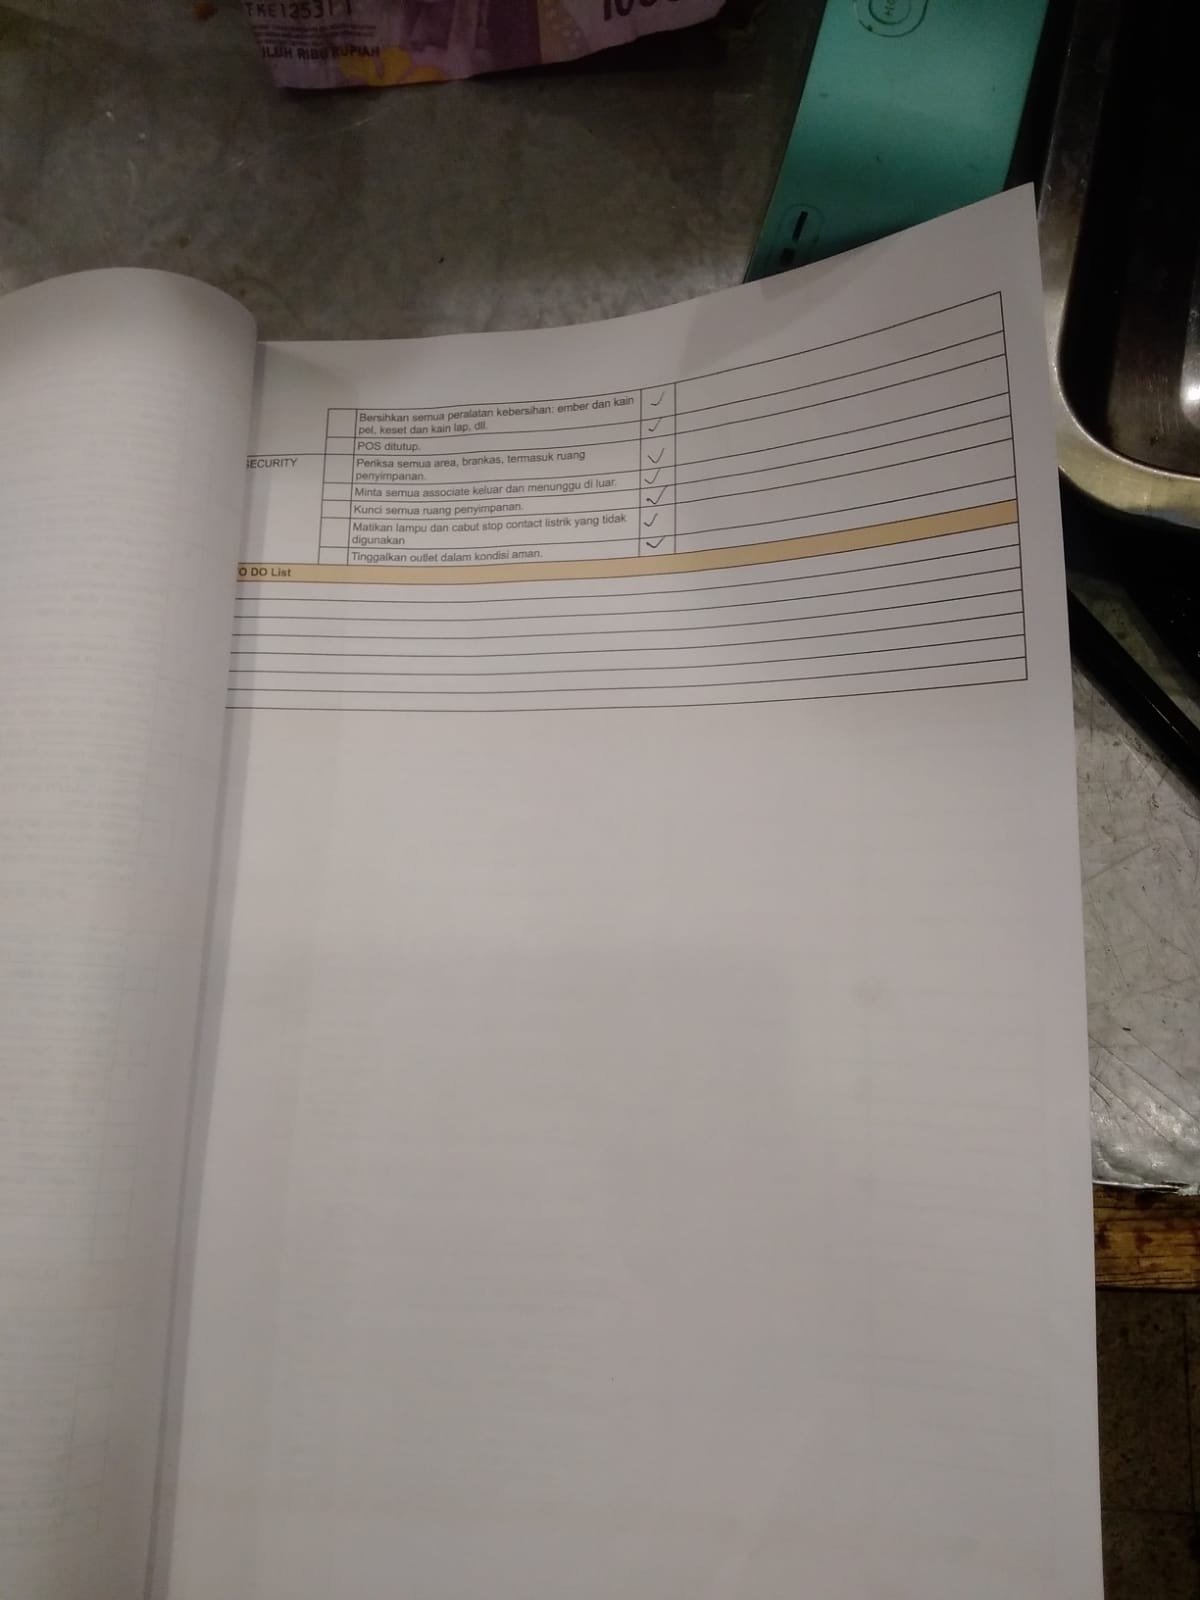 TKE125311
ILUH RIBU RUPIAH
Bersihkan semua peralatan kebersihan: ember dan kain
pel, keset dan kain lap, dll.
POS ditutup.
SECURITY
Periksa semua area, brankas, termasuk ruang
penyimpanan.
Minta semua associate keluar dan menunggu di luar.
Kunci semua ruang penyimpanan.
Matikan lampu dan cabut stop contact listrik yang tidak
digunakan
Tinggalkan outlet dalam kondisi aman.
O DO List